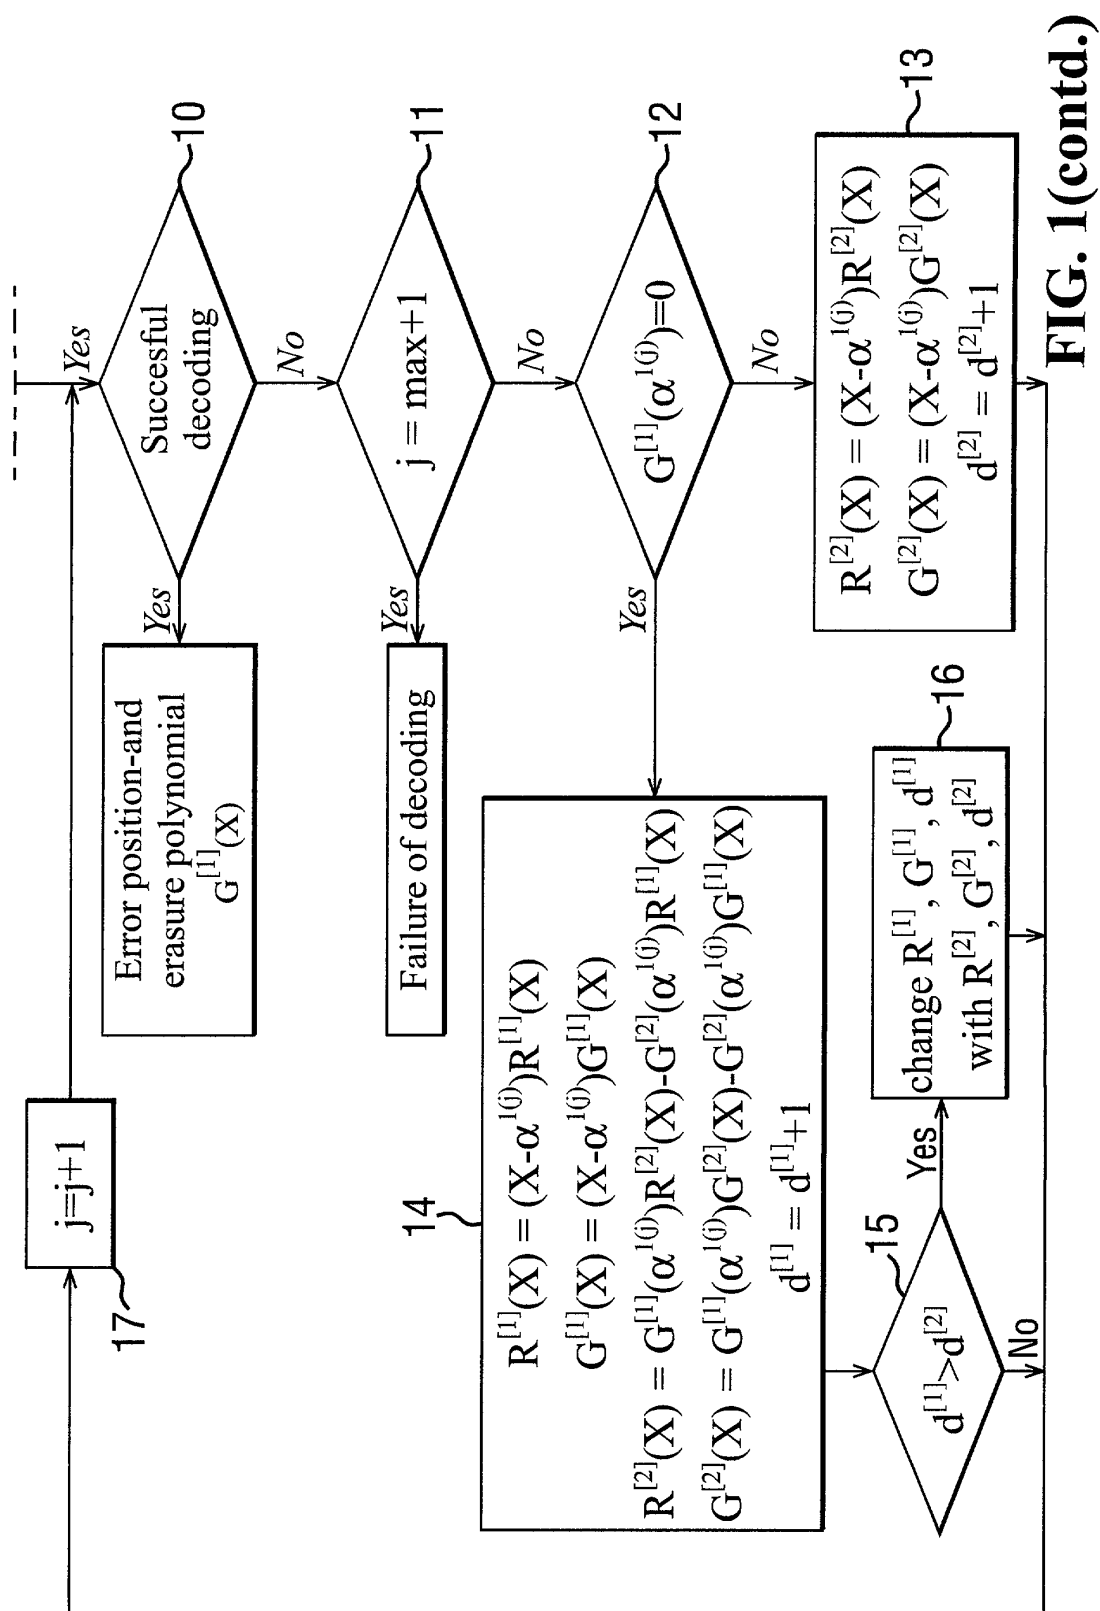 Yes
Succesful
decoding
10
Yes
Error position-and
erasure polynomial
G^[1](X)
No
j = max+1
11
Yes
Failure of decoding
No
G^[1](α^1(j))=0
12
Yes
No
R^[2](X) = (X-α^1(j))R^[2](X)
G^[2](X) = (X-α^1(j))G^[2](X)
d^[2] = d^[2]+1
13
14
R^[1](X) = (X-α^1(j))R^[1](X)
G^[1](X) = (X-α^1(j))G^[1](X)
R^[2](X) = G^[1](α^1(j))R^[2](X)-G^[2](α^1(j))R^[1](X)
G^[2](X) = G^[1](α^1(j))G^[2](X)-G^[2](α^1(j))G^[1](X)
d^[1] = d^[1]+1
15
d^[1]>d^[2]
Yes
No
change R^[1], G^[1], d^[1]
with R^[2], G^[2], d^[2]
16
j=j+1
17
FIG. 1(contd.)